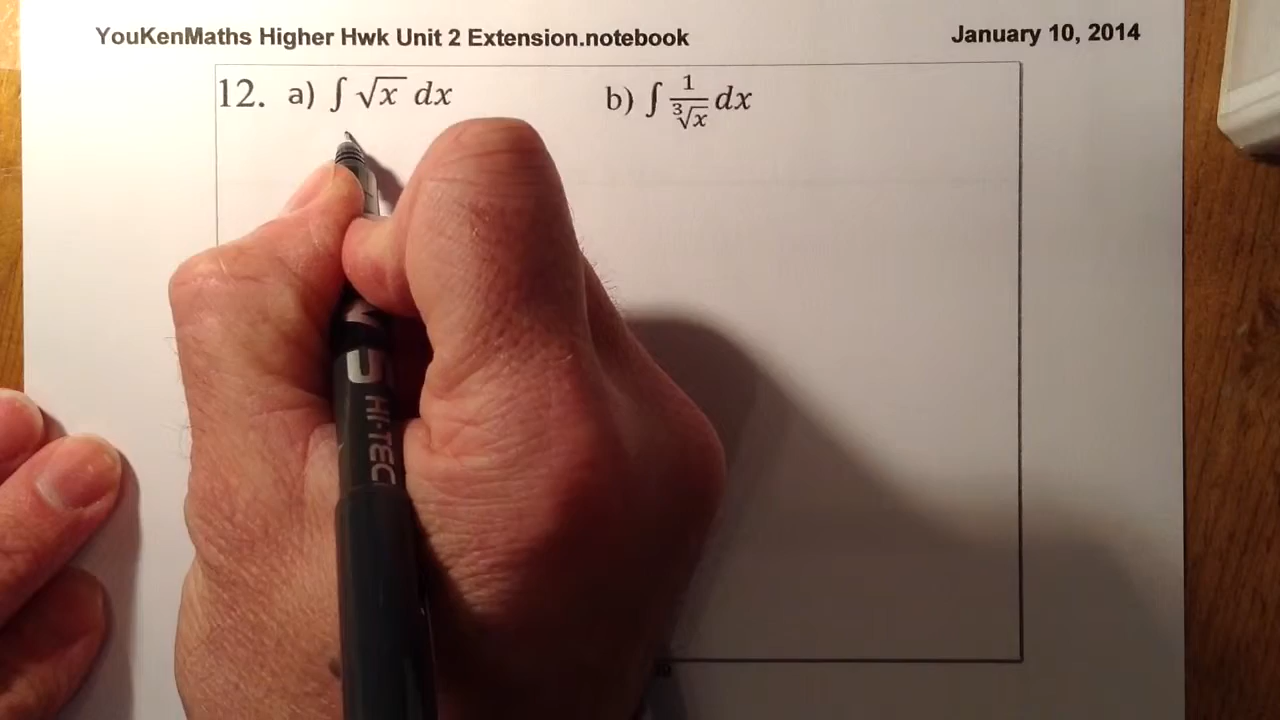 YouKenMaths Higher Hwk Unit 2 Extension.notebook January 10, 2014
12. a) ∫ √x dx b) ∫ 1/∛x dx
HI-TEC